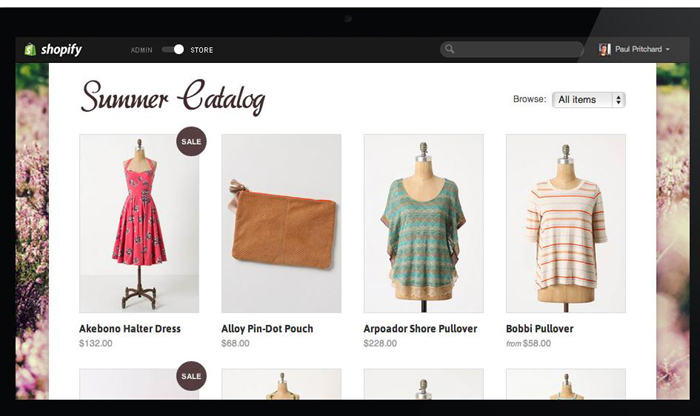 shopify
ADMIN STORE
Paul Pritchard
Summer Catalog
Browse: All items
SALE
Akebono Halter Dress
$132.00
Alloy Pin-Dot Pouch
$68.00
Arpoador Shore Pullover
$228.00
Bobbi Pullover
from $58.00
SALE